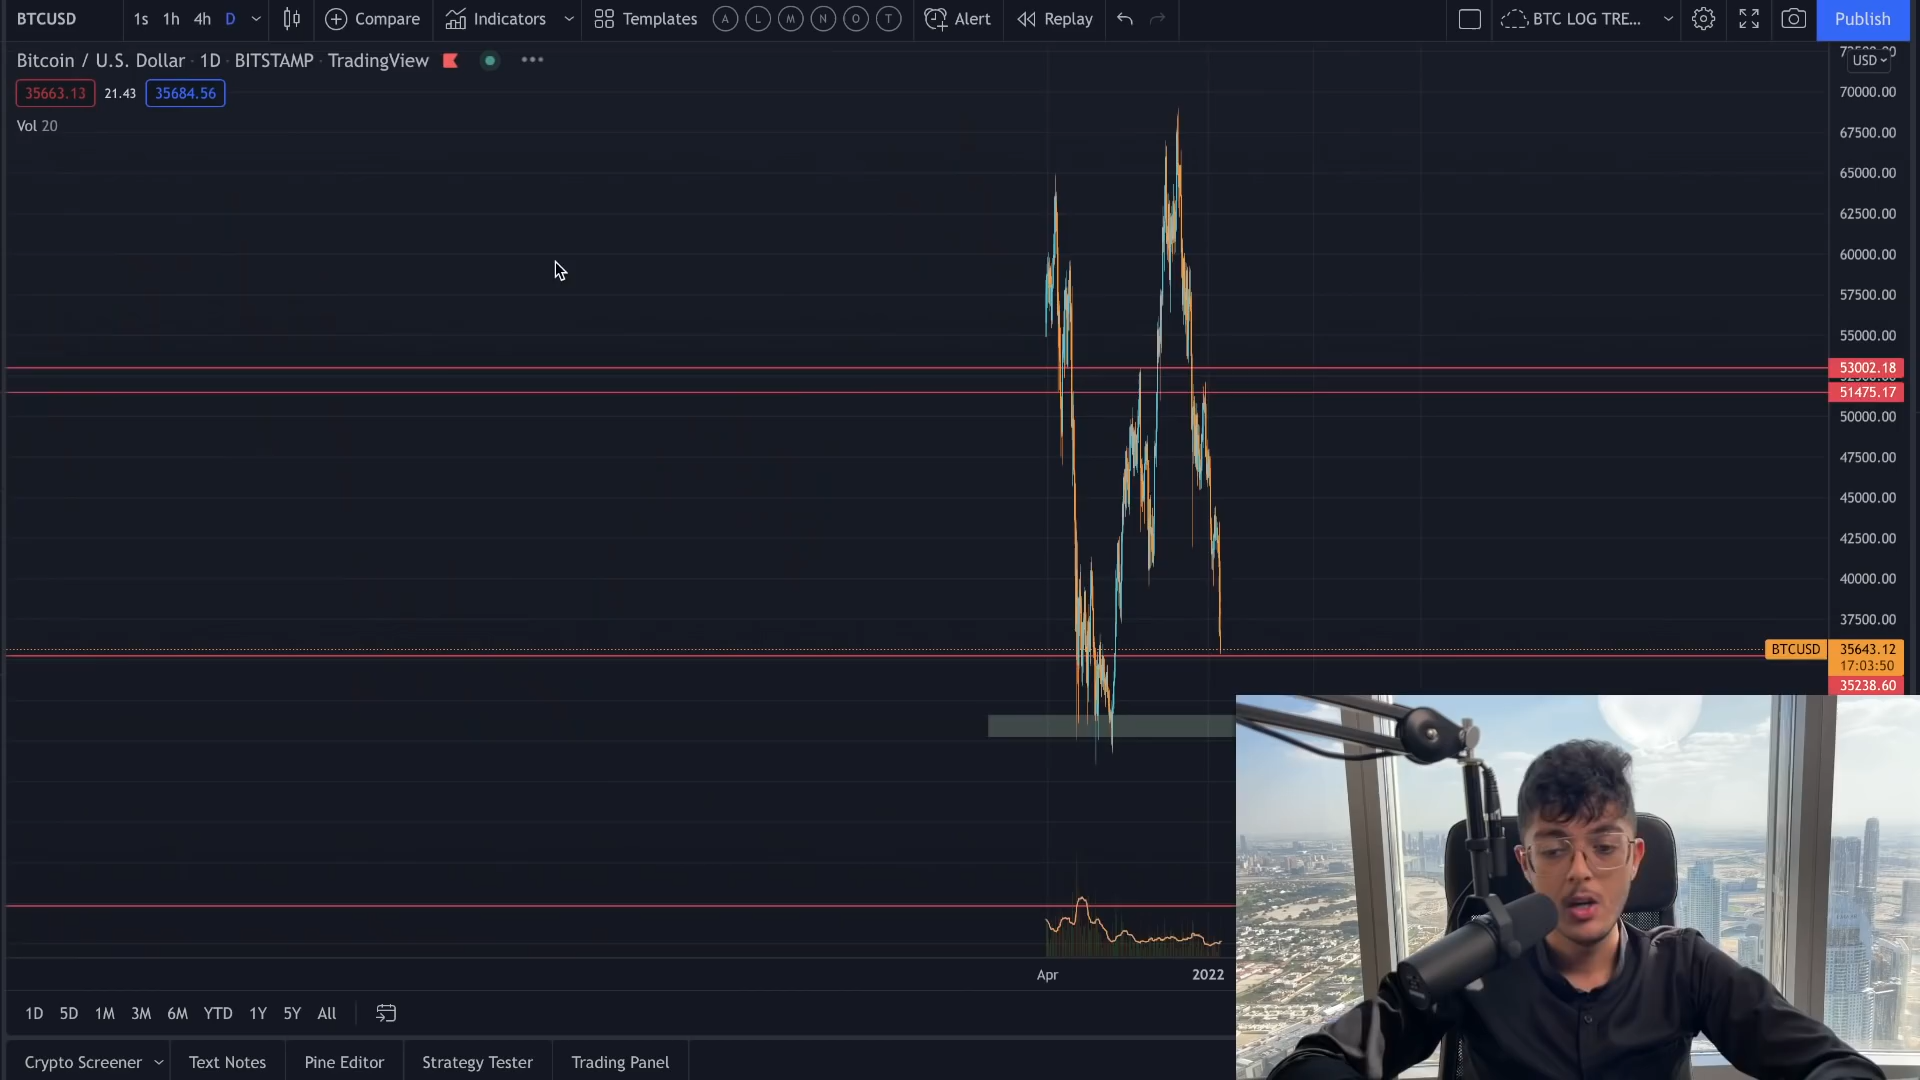 BTCUSD 1s 1h 4h D Compare Indicators Templates A L M N O T Alert Replay BTC LOG TRE... Publish
Bitcoin / U.S. Dollar · 1D · BITSTAMP · TradingView
USD
35663.13 21.43 35684.56
Vol 20
70000.00
67500.00
65000.00
62500.00
60000.00
57500.00
55000.00
53002.18
51475.17
50000.00
47500.00
45000.00
42500.00
40000.00
37500.00
BTCUSD 35643.12
17:03:50
35238.60
Apr 2022
1D 5D 1M 3M 6M YTD 1Y 5Y All
Crypto Screener Text Notes Pine Editor Strategy Tester Trading Panel